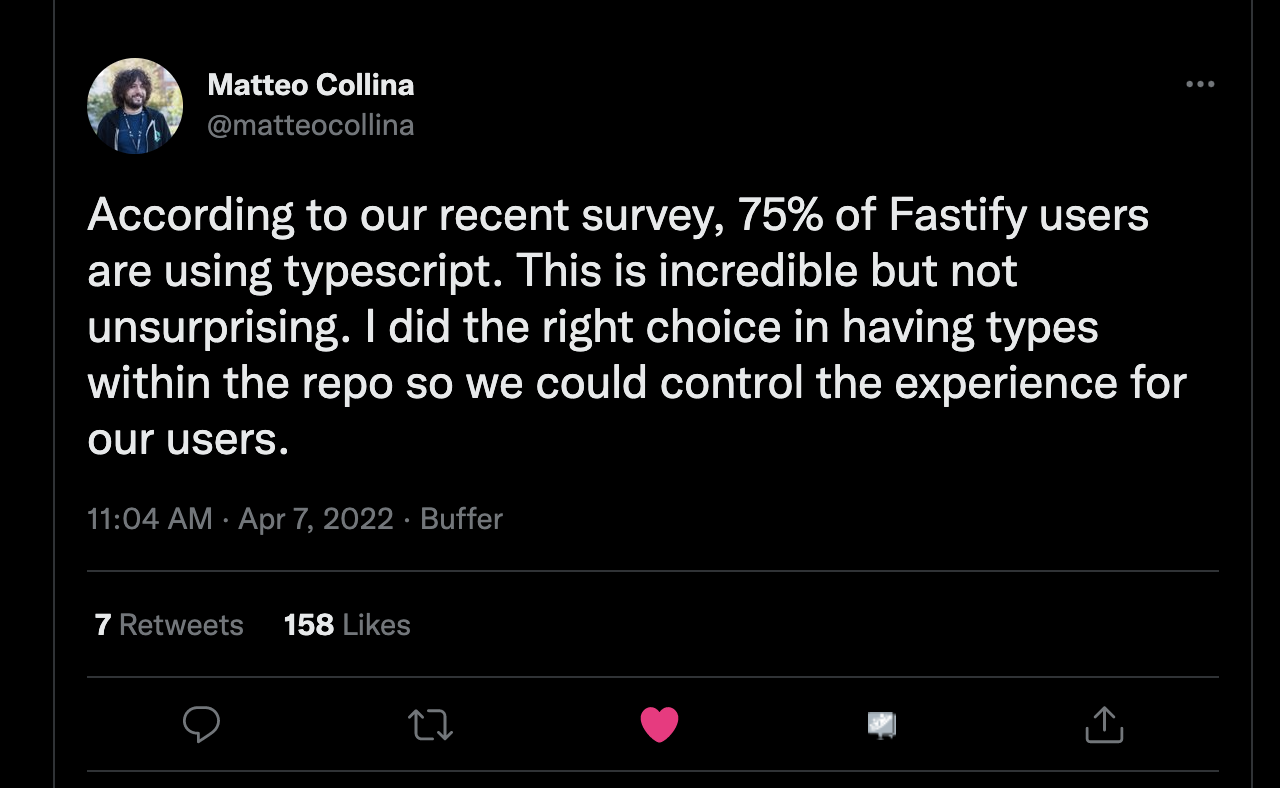 Matteo Collina
@matteocollina
According to our recent survey, 75% of Fastify users
are using typescript. This is incredible but not
unsurprising. I did the right choice in having types
within the repo so we could control the experience for
our users.
11:04 AM · Apr 7, 2022 · Buffer
7 Retweets 158 Likes